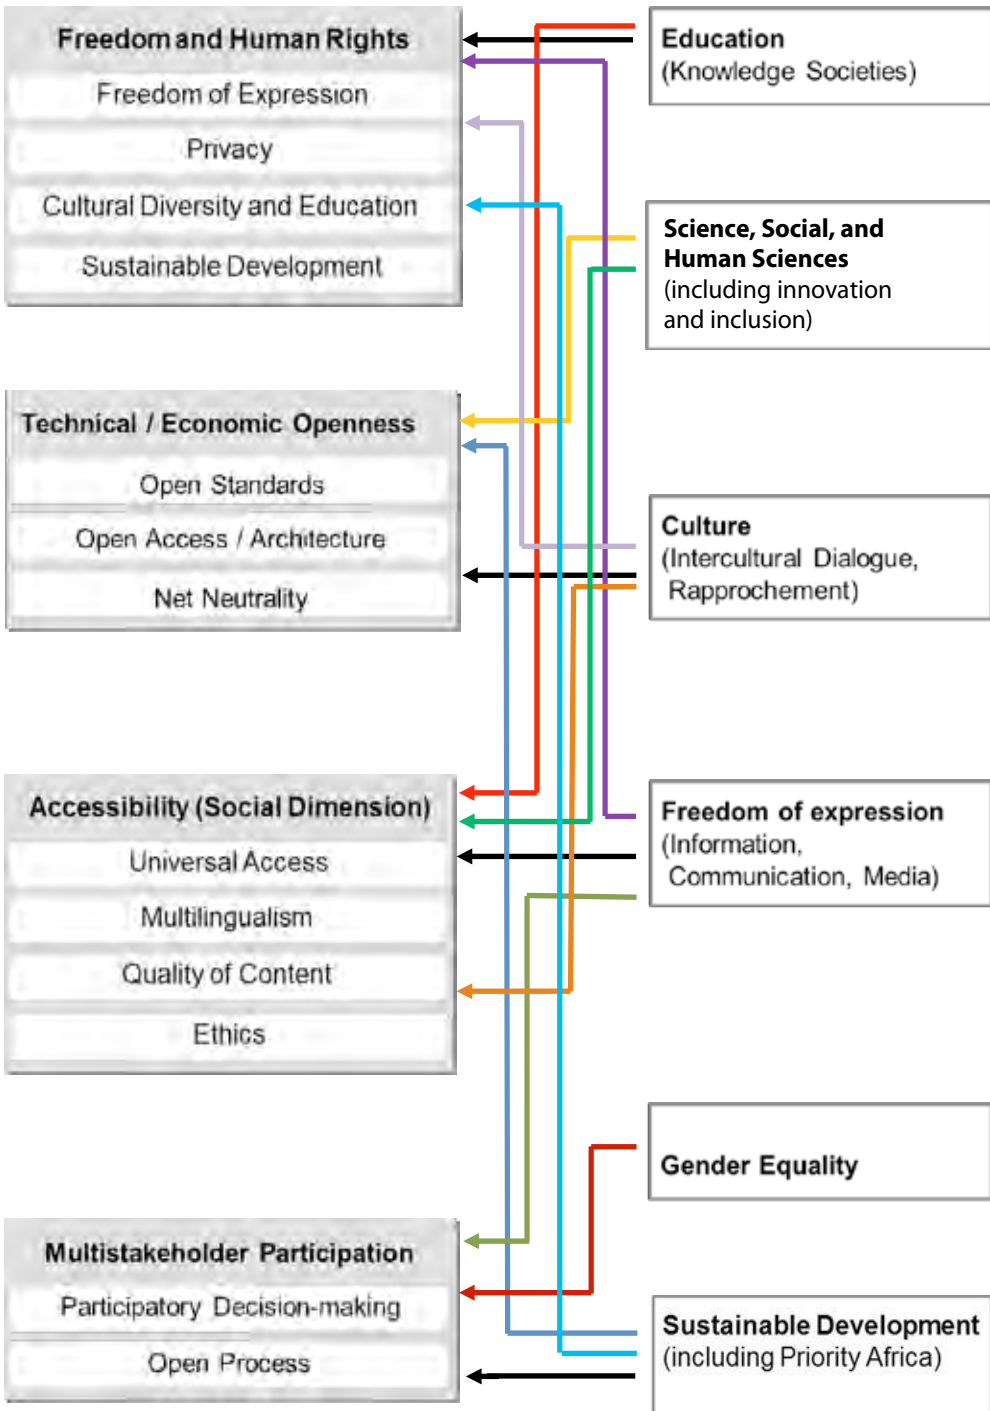 Freedom and Human Rights
Freedom of Expression
Privacy
Cultural Diversity and Education
Sustainable Development
Technical / Economic Openness
Open Standards
Open Access / Architecture
Net Neutrality
Accessibility (Social Dimension)
Universal Access
Multilingualism
Quality of Content
Ethics
Multistakeholder Participation
Participatory Decision-making
Open Process
Education
(Knowledge Societies)
Science, Social, and
Human Sciences
(including innovation
and inclusion)
Culture
(Intercultural Dialogue,
Rapprochement)
Freedom of expression
(Information,
Communication, Media)
Gender Equality
Sustainable Development
(including Priority Africa)